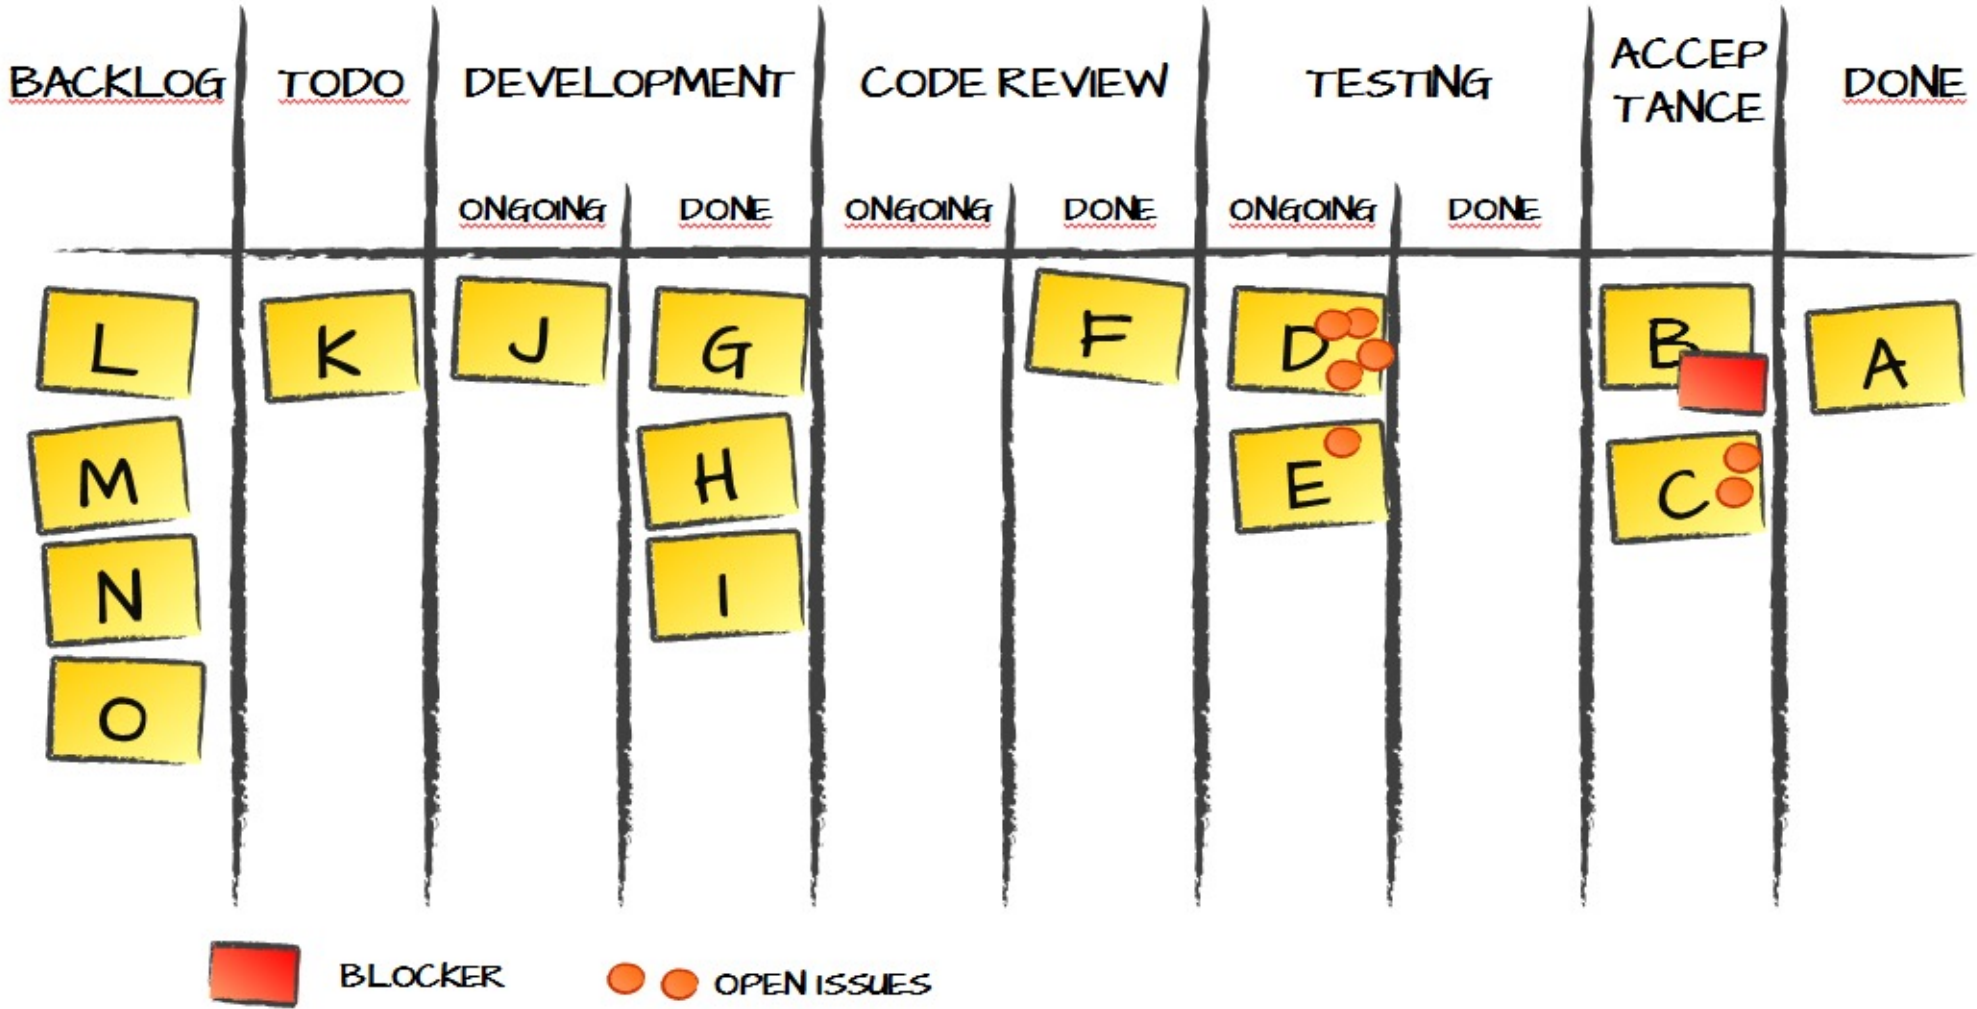 BACKLOG
TODO
DEVELOPMENT
CODE REVIEW
TESTING
ACCEP
TANCE
DONE
ONGOING
DONE
ONGOING
DONE
ONGOING
DONE
L
K
J
G
F
D
B
A
M
H
E
C
N
I
O
BLOCKER
OPEN ISSUES